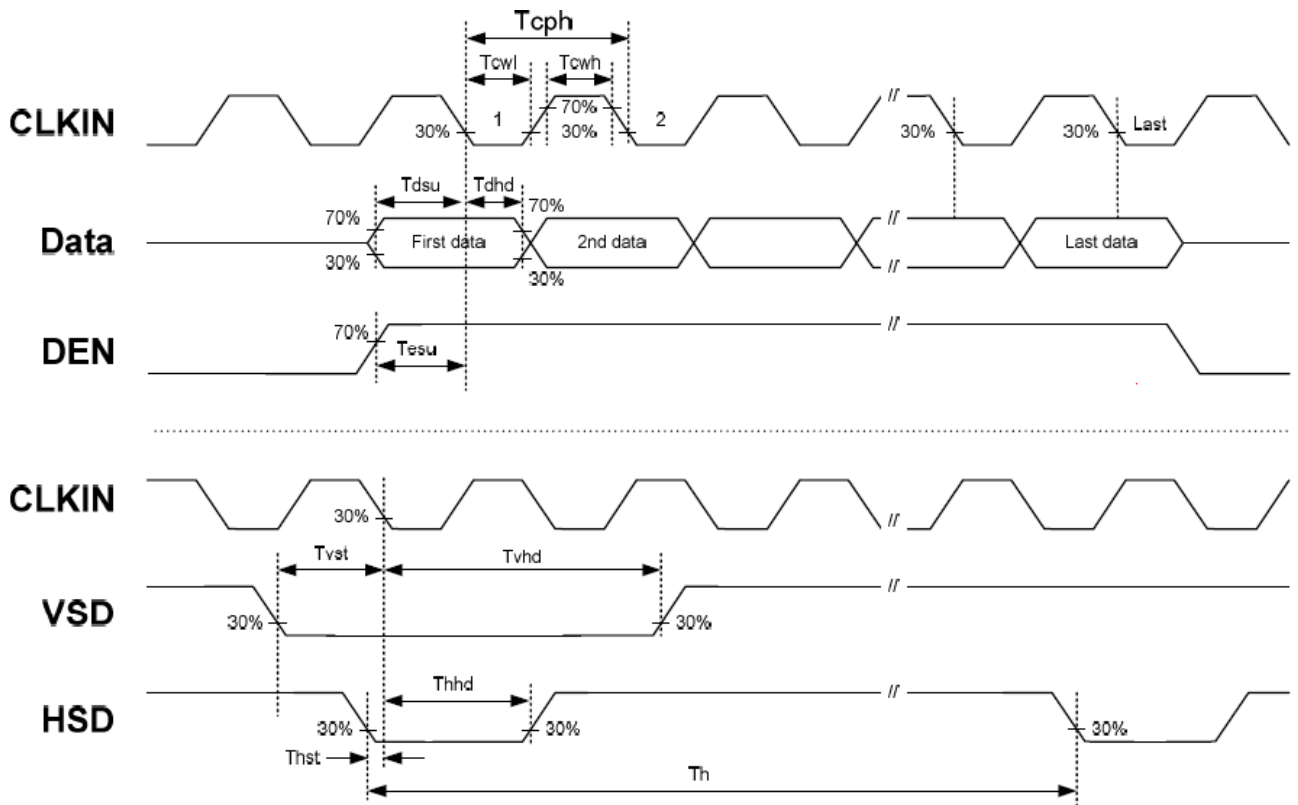 Tcph
Tcwl Tcwh
CLKIN 30% 1 70% 30% 2 // 30% 30% Last
Tdsu Tdhd
70% 70%
Data First data 2nd data // // Last data
30% 30%
DEN 70% //
Tesu
CLKIN 30% //
Tvst Tvhd
VSD 30% 30% //
Thhd
HSD 30% 30% // 30%
Thst
Th